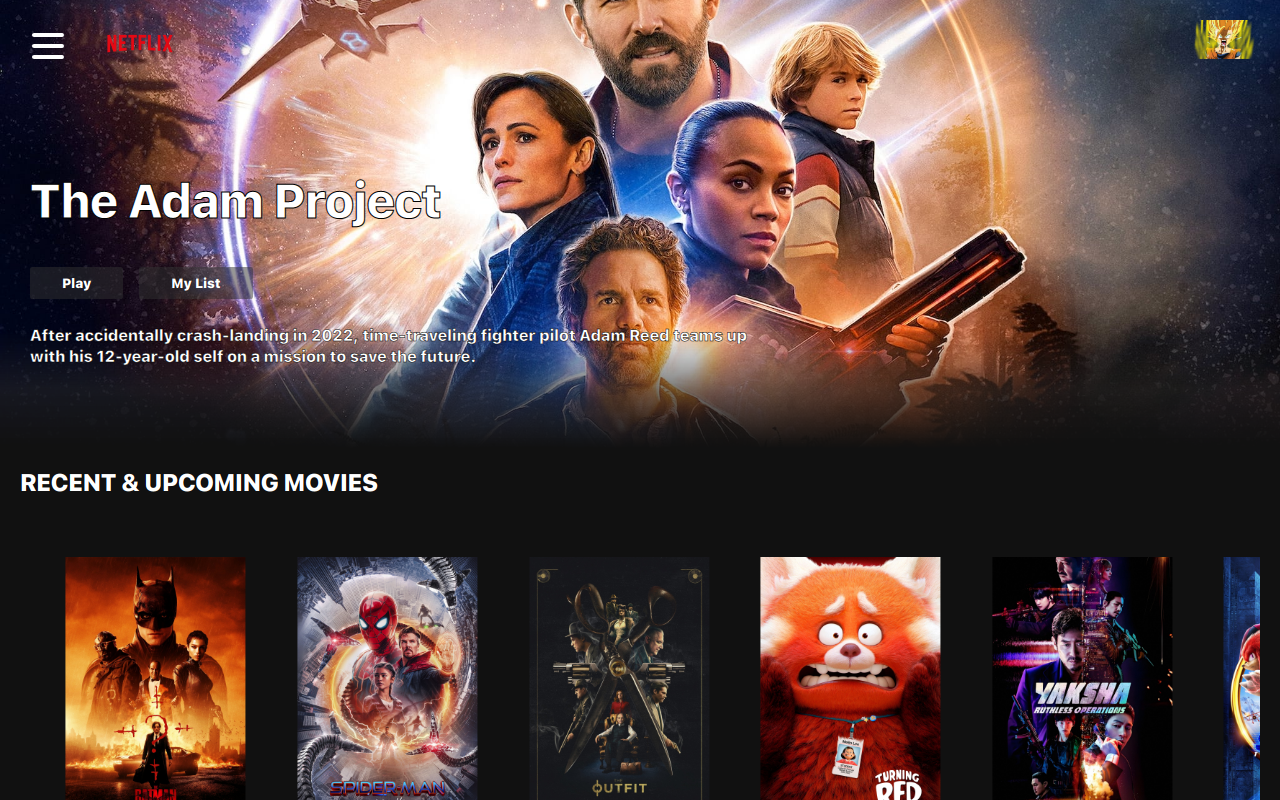 NETFLIX
The Adam Project
Play
My List
After accidentally crash-landing in 2022, time-traveling fighter pilot Adam Reed teams up
with his 12-year-old self on a mission to save the future.
RECENT & UPCOMING MOVIES
YAKSHA
RUTHLESS OPERATIONS
TURNING
RED
SPIDER-MAN
THE
OUTFIT
BATMAN